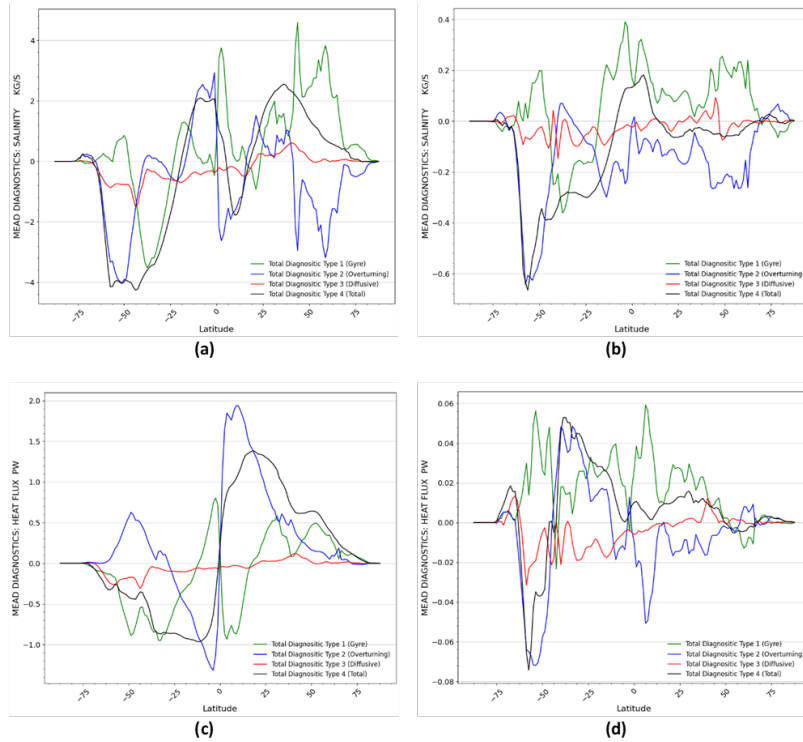 MEAD DIAGNOSTICS: SALINITY KG/S
4
2
0
−2
−4
Total Diagnositic Type 1 (Gyre)
Total Diagnositic Type 2 (Overturning)
Total Diagnositic Type 3 (Diffusive)
Total Diagnositic Type 4 (Total)
−75
−50
−25
0
25
50
75
Latitude
(a)
MEAD DIAGNOSTICS: SALINITY KG/S
0.4
0.2
0.0
−0.2
−0.4
−0.6
Total Diagnositic Type 1 (Gyre)
Total Diagnositic Type 2 (Overturning)
Total Diagnositic Type 3 (Diffusive)
Total Diagnositic Type 4 (Total)
−75
−50
−25
0
25
50
75
Latitude
(b)
MEAD DIAGNOSTICS: HEAT FLUX PW
2.0
1.5
1.0
0.5
0.0
−0.5
−1.0
Total Diagnositic Type 1 (Gyre)
Total Diagnositic Type 2 (Overturning)
Total Diagnositic Type 3 (Diffusive)
Total Diagnositic Type 4 (Total)
−75
−50
−25
0
25
50
75
Latitude
(c)
MEAD DIAGNOSTICS: HEAT FLUX PW
0.06
0.04
0.02
0.00
−0.02
−0.04
−0.06
−0.08
Total Diagnositic Type 1 (Gyre)
Total Diagnositic Type 2 (Overturning)
Total Diagnositic Type 3 (Diffusive)
Total Diagnositic Type 4 (Total)
−75
−50
−25
0
25
50
75
Latitude
(d)